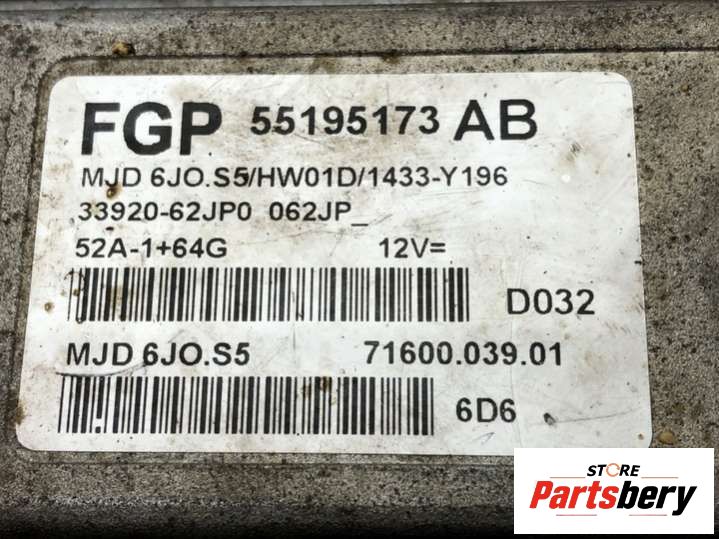 FGP 55195173 AB
MJD 6JO.S5/HW01D/1433-Y196
33920-62JP0 062JP_
52A-1+64G 12V=
D032
MJD 6JO.S5 71600.039.01
6D6
STORE
Partsbery